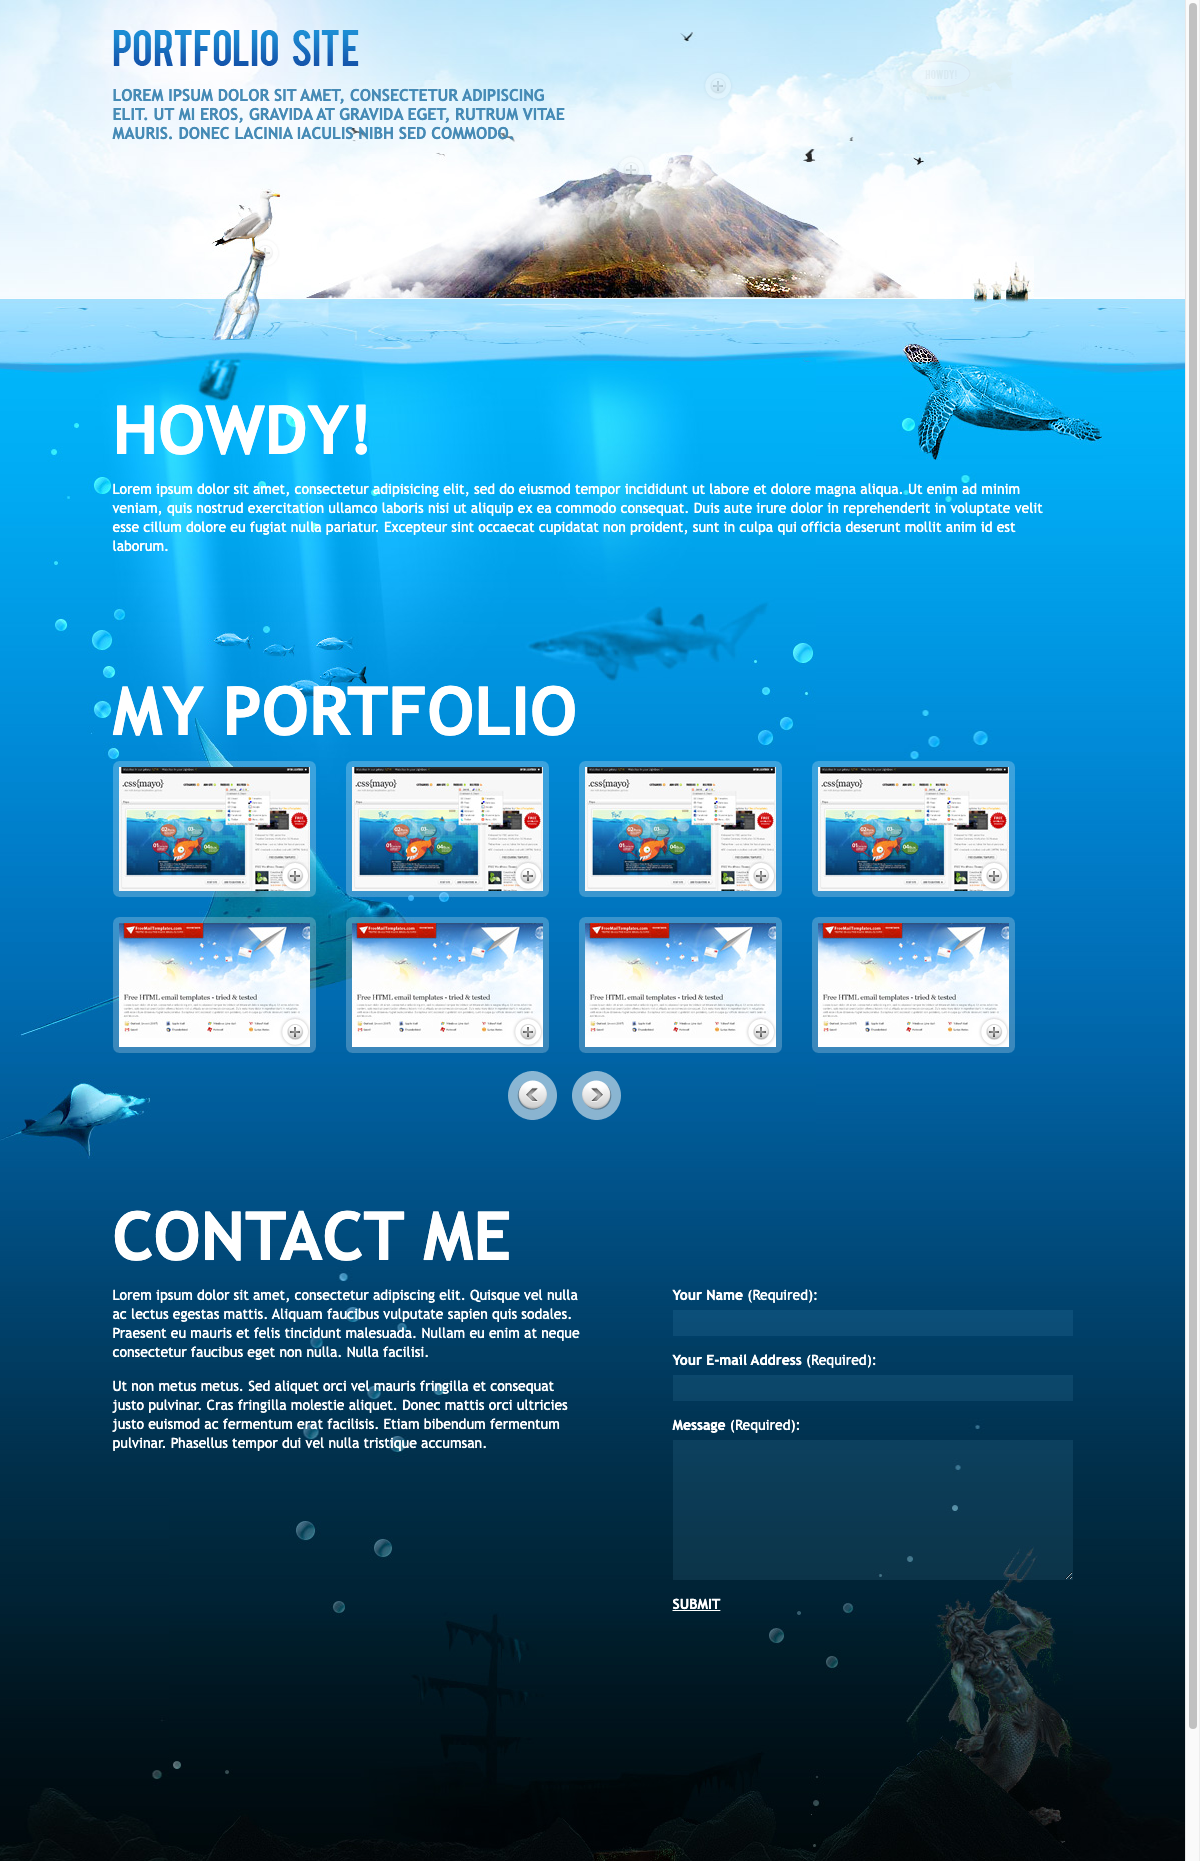 PORTFOLIO SITE
LOREM IPSUM DOLOR SIT AMET, CONSECTETUR ADIPISCING
ELIT. UT MI EROS, GRAVIDA AT GRAVIDA EGET, RUTRUM VITAE
MAURIS. DONEC LACINIA IACULIS NIBH SED COMMODO.
HOWDY!
HOWDY!
Lorem ipsum dolor sit amet, consectetur adipisicing elit, sed do eiusmod tempor incididunt ut labore et dolore magna aliqua. Ut enim ad minim
veniam, quis nostrud exercitation ullamco laboris nisi ut aliquip ex ea commodo consequat. Duis aute irure dolor in reprehenderit in voluptate velit
esse cillum dolore eu fugiat nulla pariatur. Excepteur sint occaecat cupidatat non proident, sunt in culpa qui officia deserunt mollit anim id est
laborum.
MY PORTFOLIO
.css{mayo}
.css{mayo}
.css{mayo}
.css{mayo}
FreeMailTemplates.com
FreeMailTemplates.com
FreeMailTemplates.com
FreeMailTemplates.com
Free HTML email templates - tried & tested
Free HTML email templates - tried & tested
Free HTML email templates - tried & tested
Free HTML email templates - tried & tested
CONTACT ME
Lorem ipsum dolor sit amet, consectetur adipiscing elit. Quisque vel nulla
ac lectus egestas mattis. Aliquam faucibus vulputate sapien quis sodales.
Praesent eu mauris et felis tincidunt malesuada. Nullam eu enim at neque
consectetur faucibus eget non nulla. Nulla facilisi.
Ut non metus metus. Sed aliquet orci vel mauris fringilla et consequat
justo pulvinar. Cras fringilla molestie aliquet. Donec mattis orci ultricies
justo euismod ac fermentum erat facilisis. Etiam bibendum fermentum
pulvinar. Phasellus tempor dui vel nulla tristique accumsan.
Your Name (Required):
Your E-mail Address (Required):
Message (Required):
SUBMIT